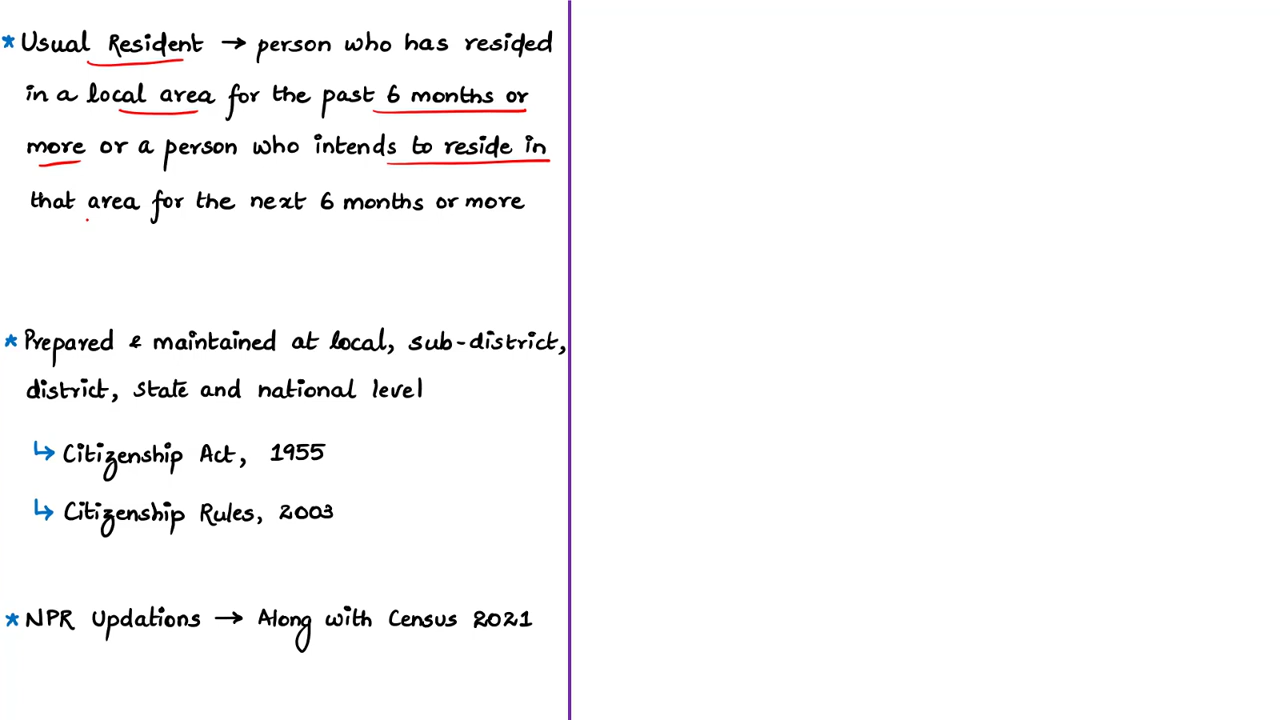 * Usual Resident → person who has resided
in a local area for the past 6 months or
more or a person who intends to reside in
that area for the next 6 months or more
* Prepared & maintained at local, sub-district,
district, state and national level
↳ Citizenship Act, 1955
↳ Citizenship Rules, 2003
* NPR Updations → Along with Census 2021